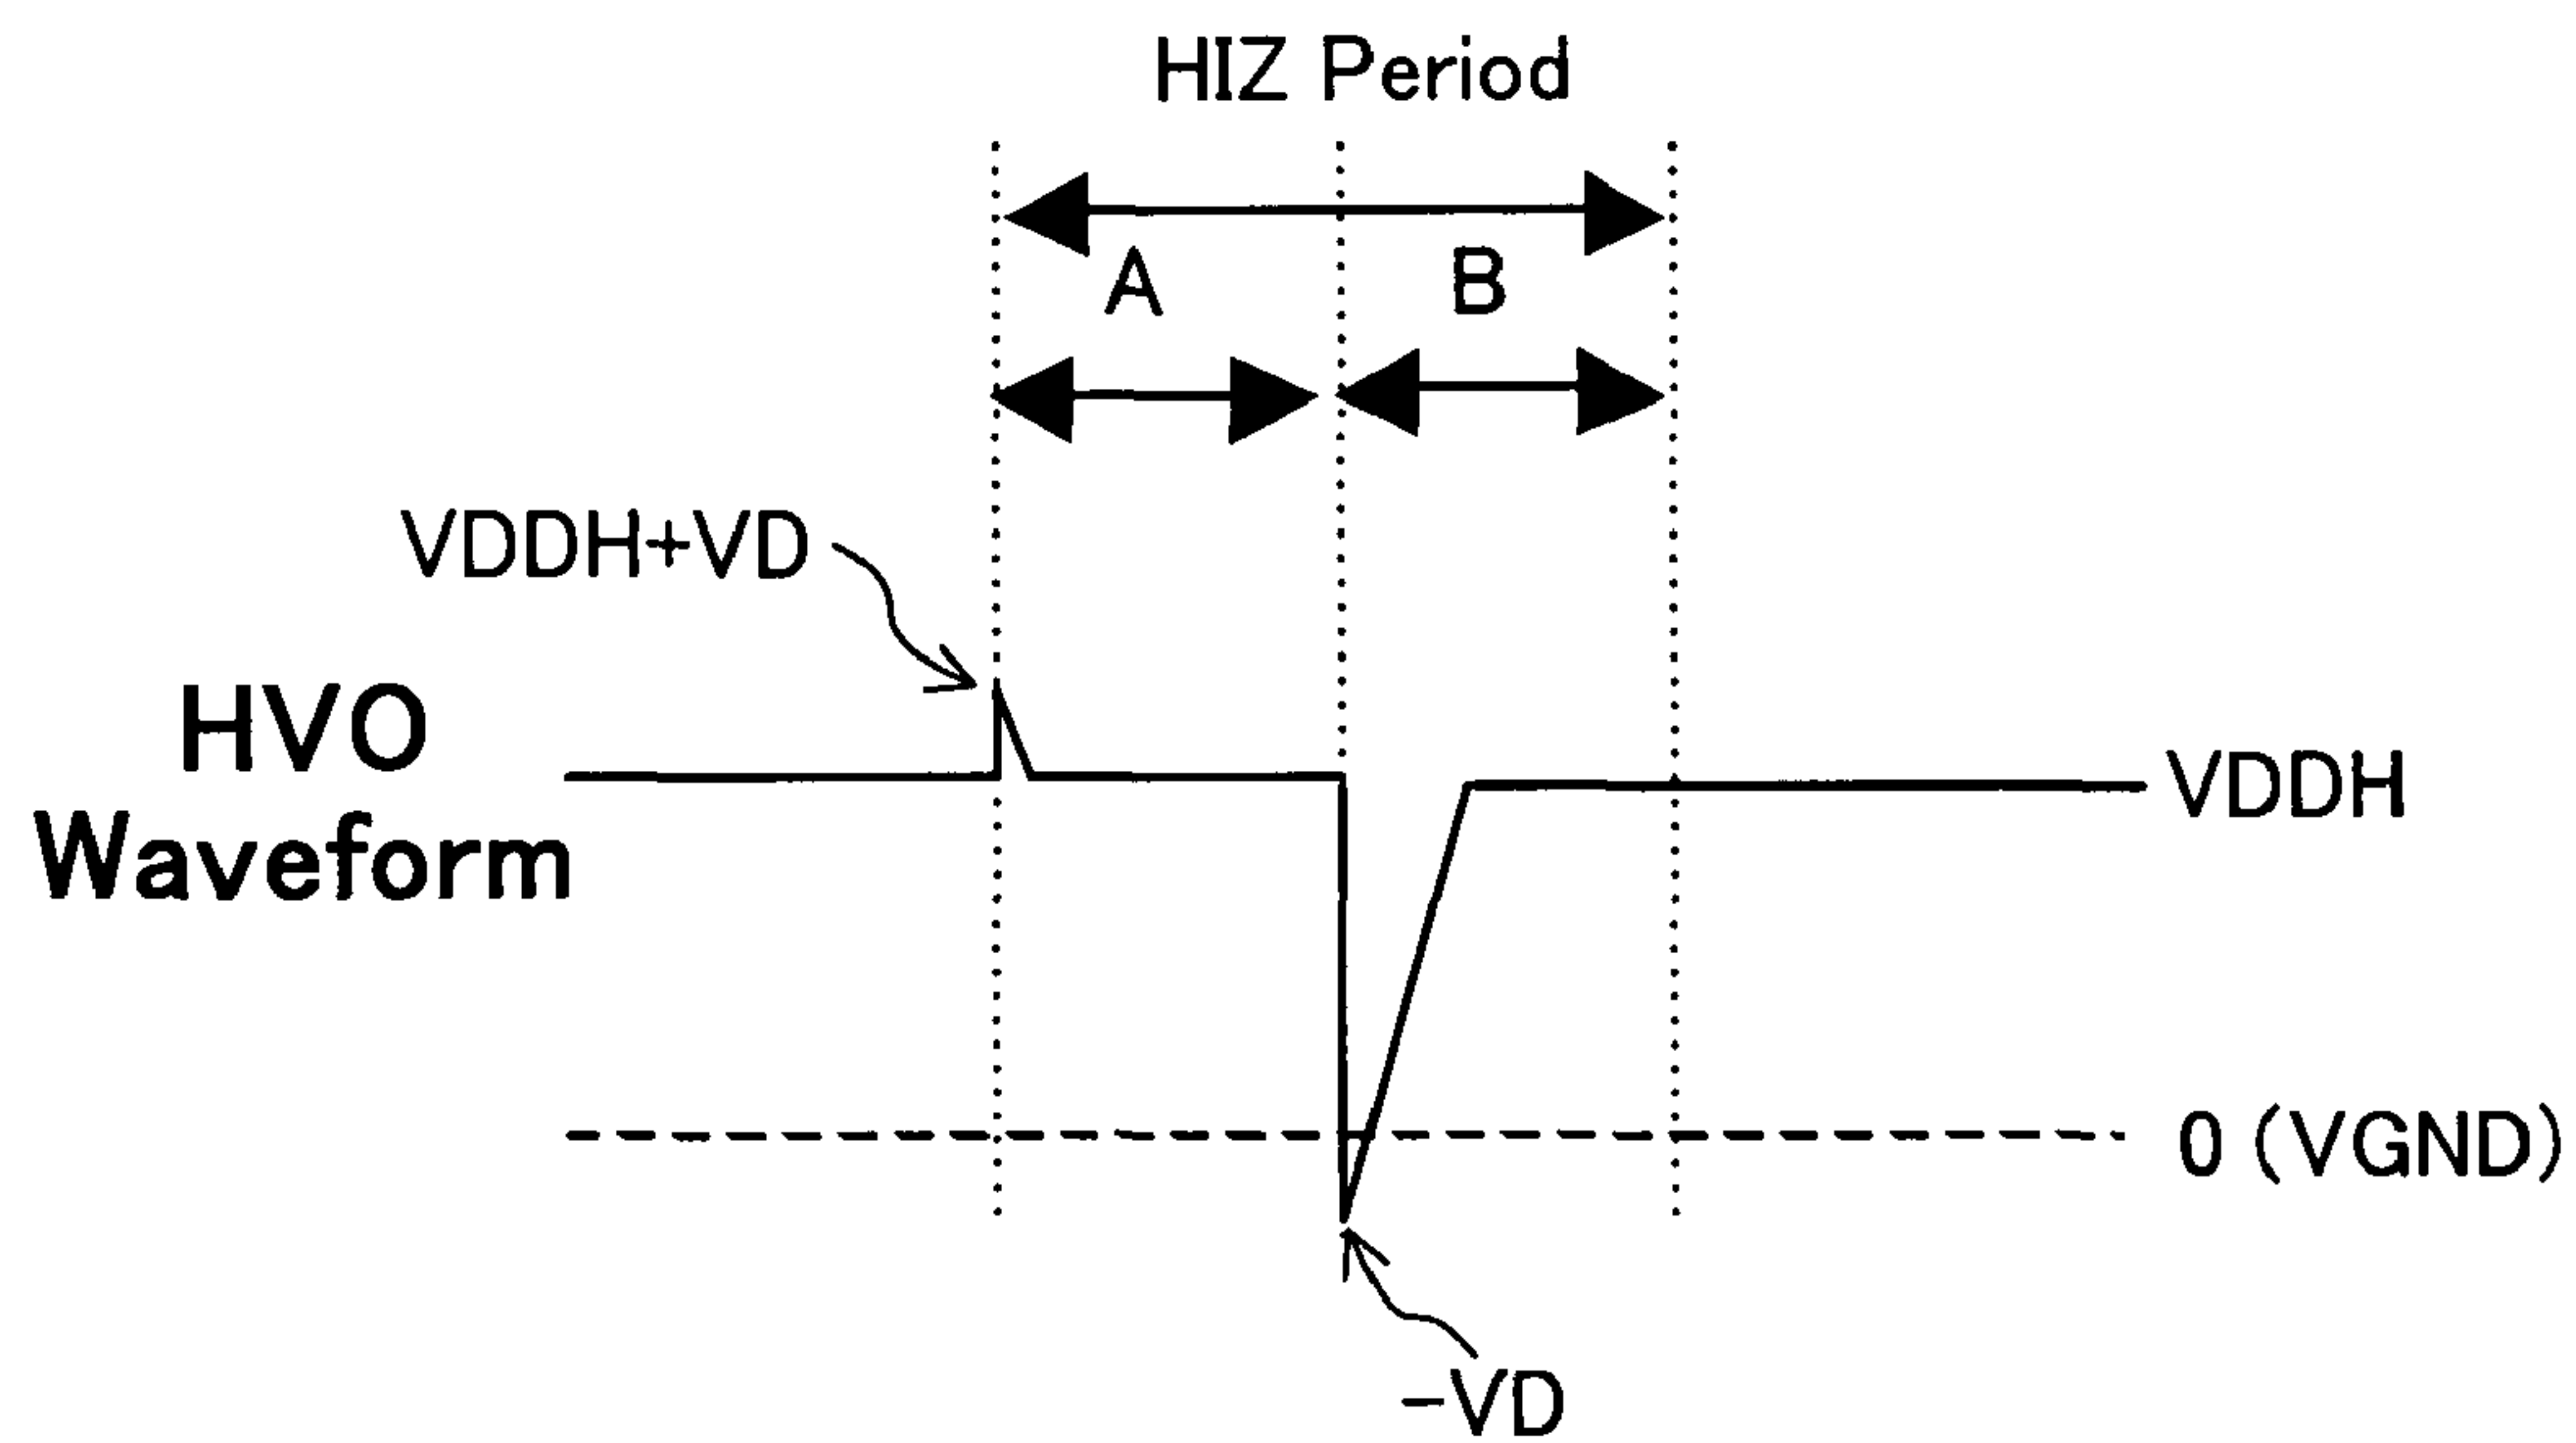 HIZ Period
A
B
VDDH+VD
HVO
Waveform
VDDH
0 (VGND)
-VD